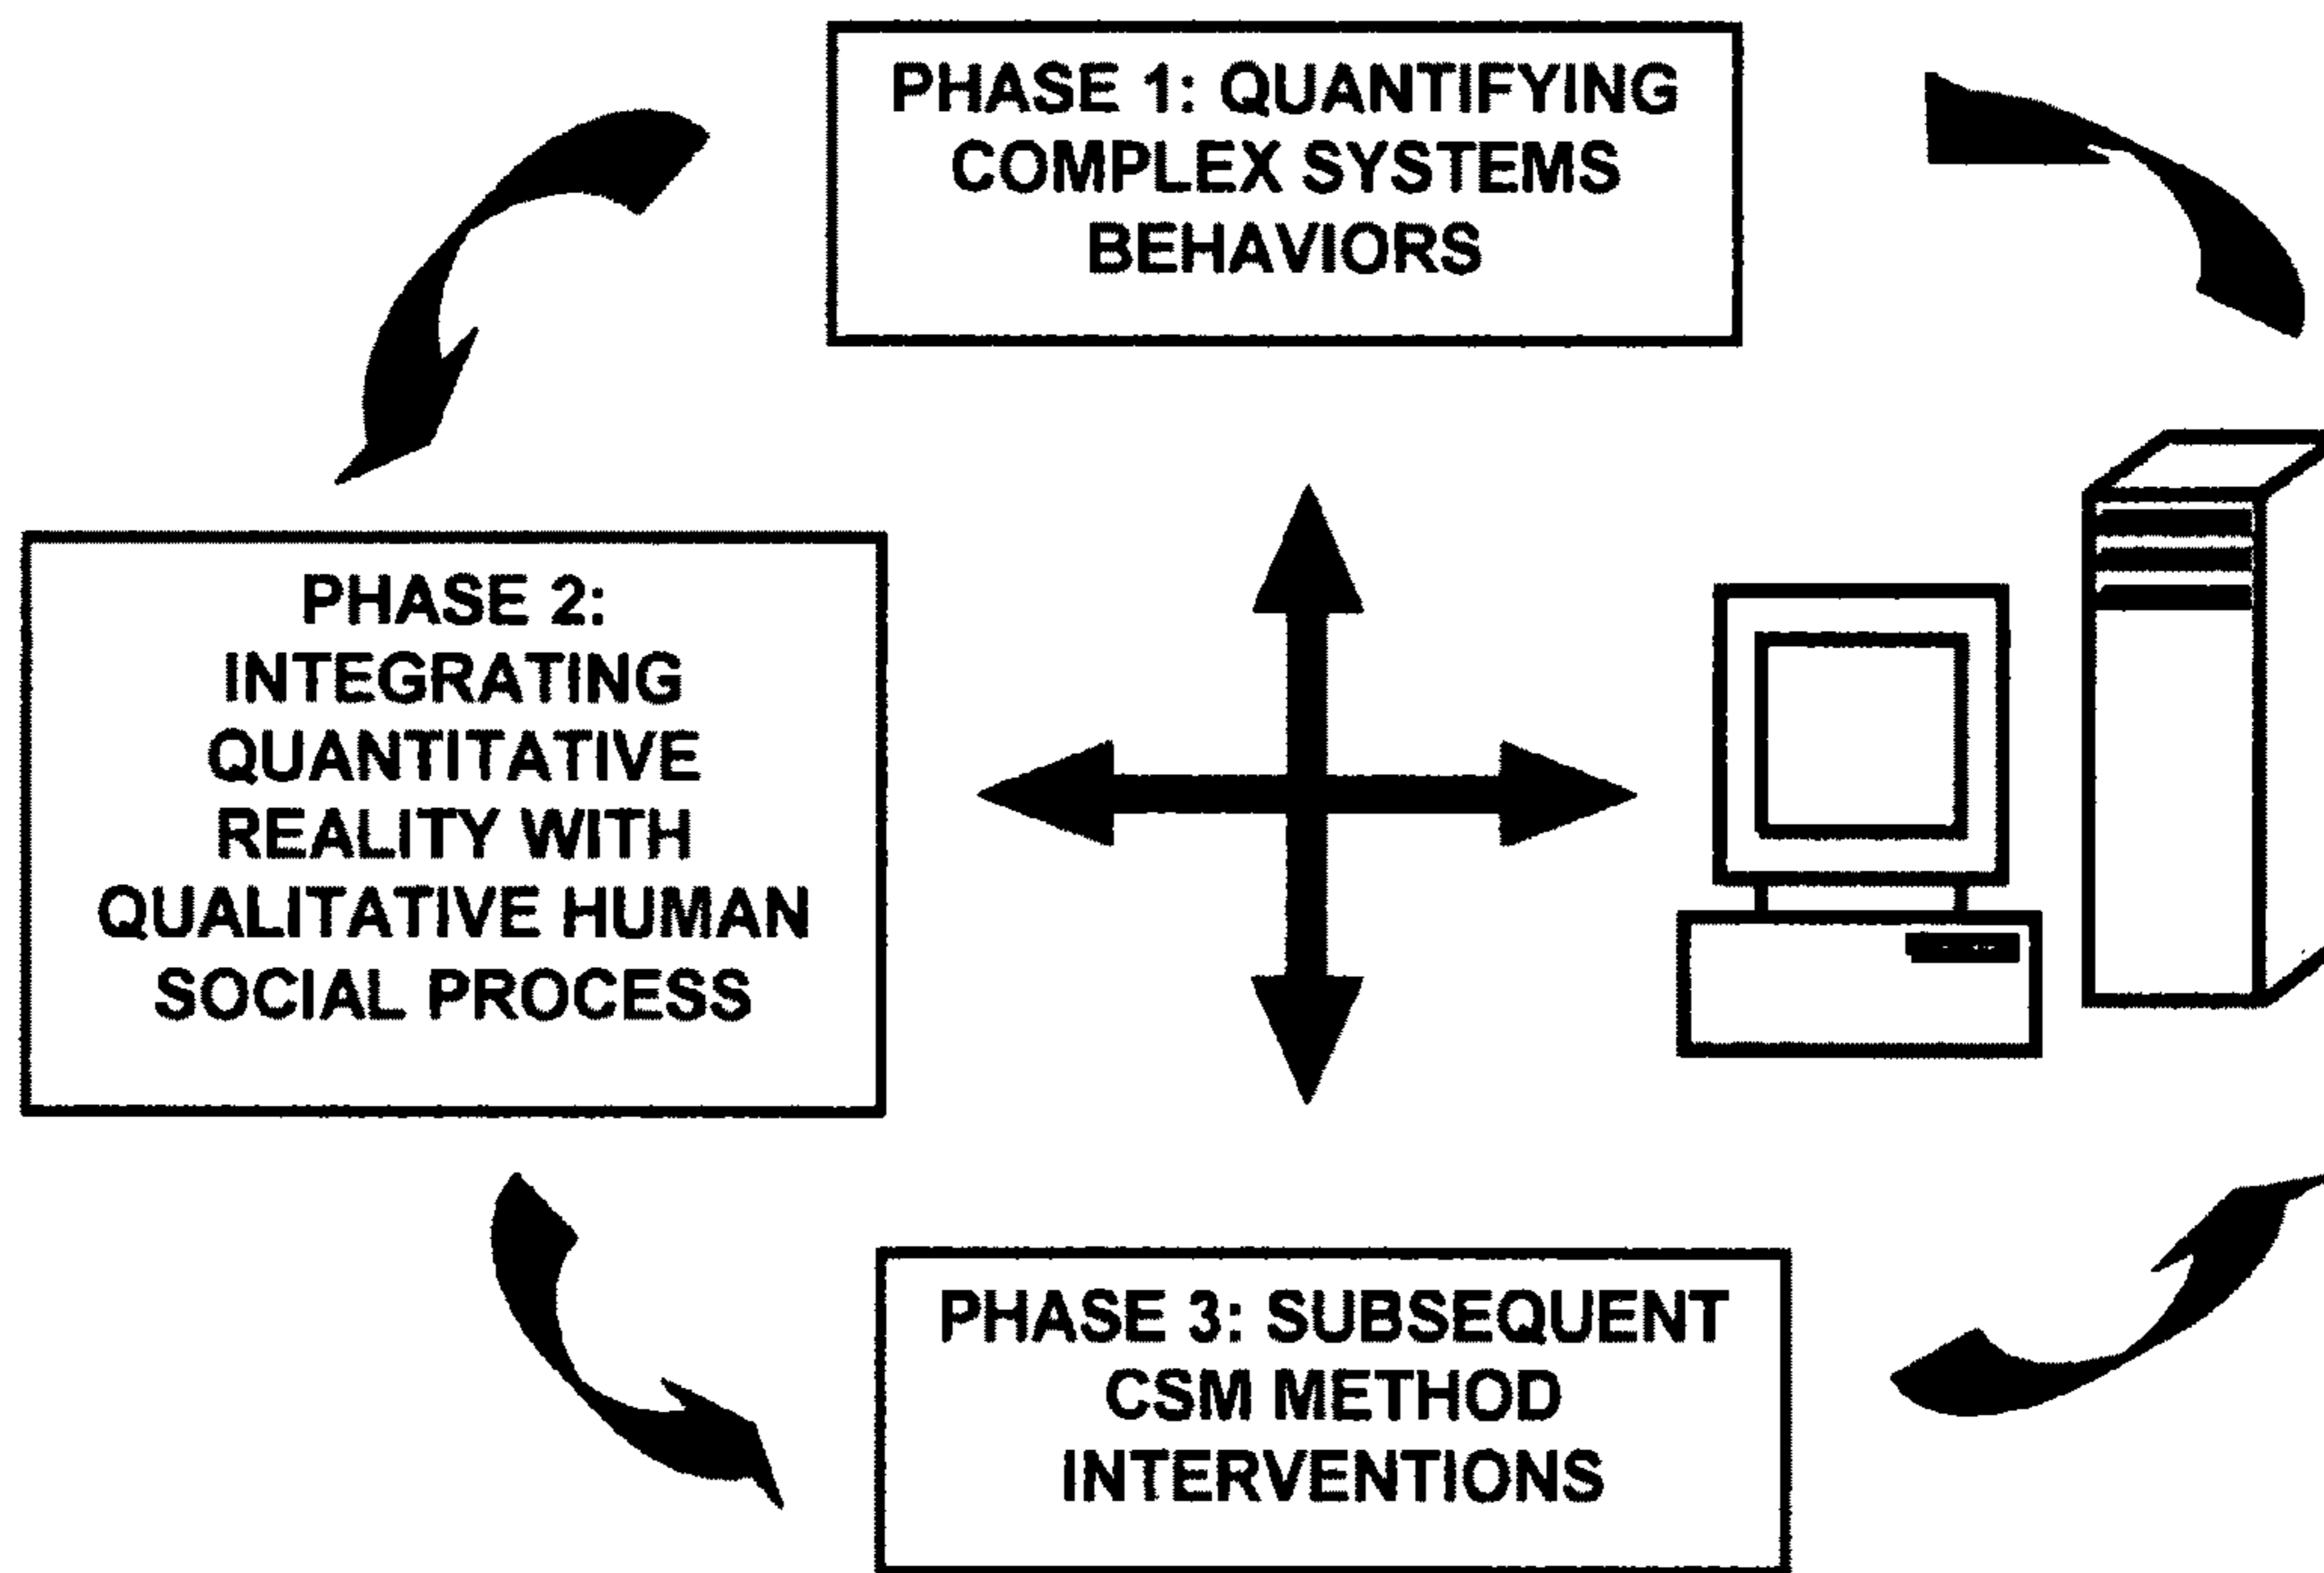 PHASE 1: QUANTIFYING
COMPLEX SYSTEMS
BEHAVIORS
PHASE 2:
INTEGRATING
QUANTITATIVE
REALITY WITH
QUALITATIVE HUMAN
SOCIAL PROCESS
PHASE 3: SUBSEQUENT
CSM METHOD
INTERVENTIONS